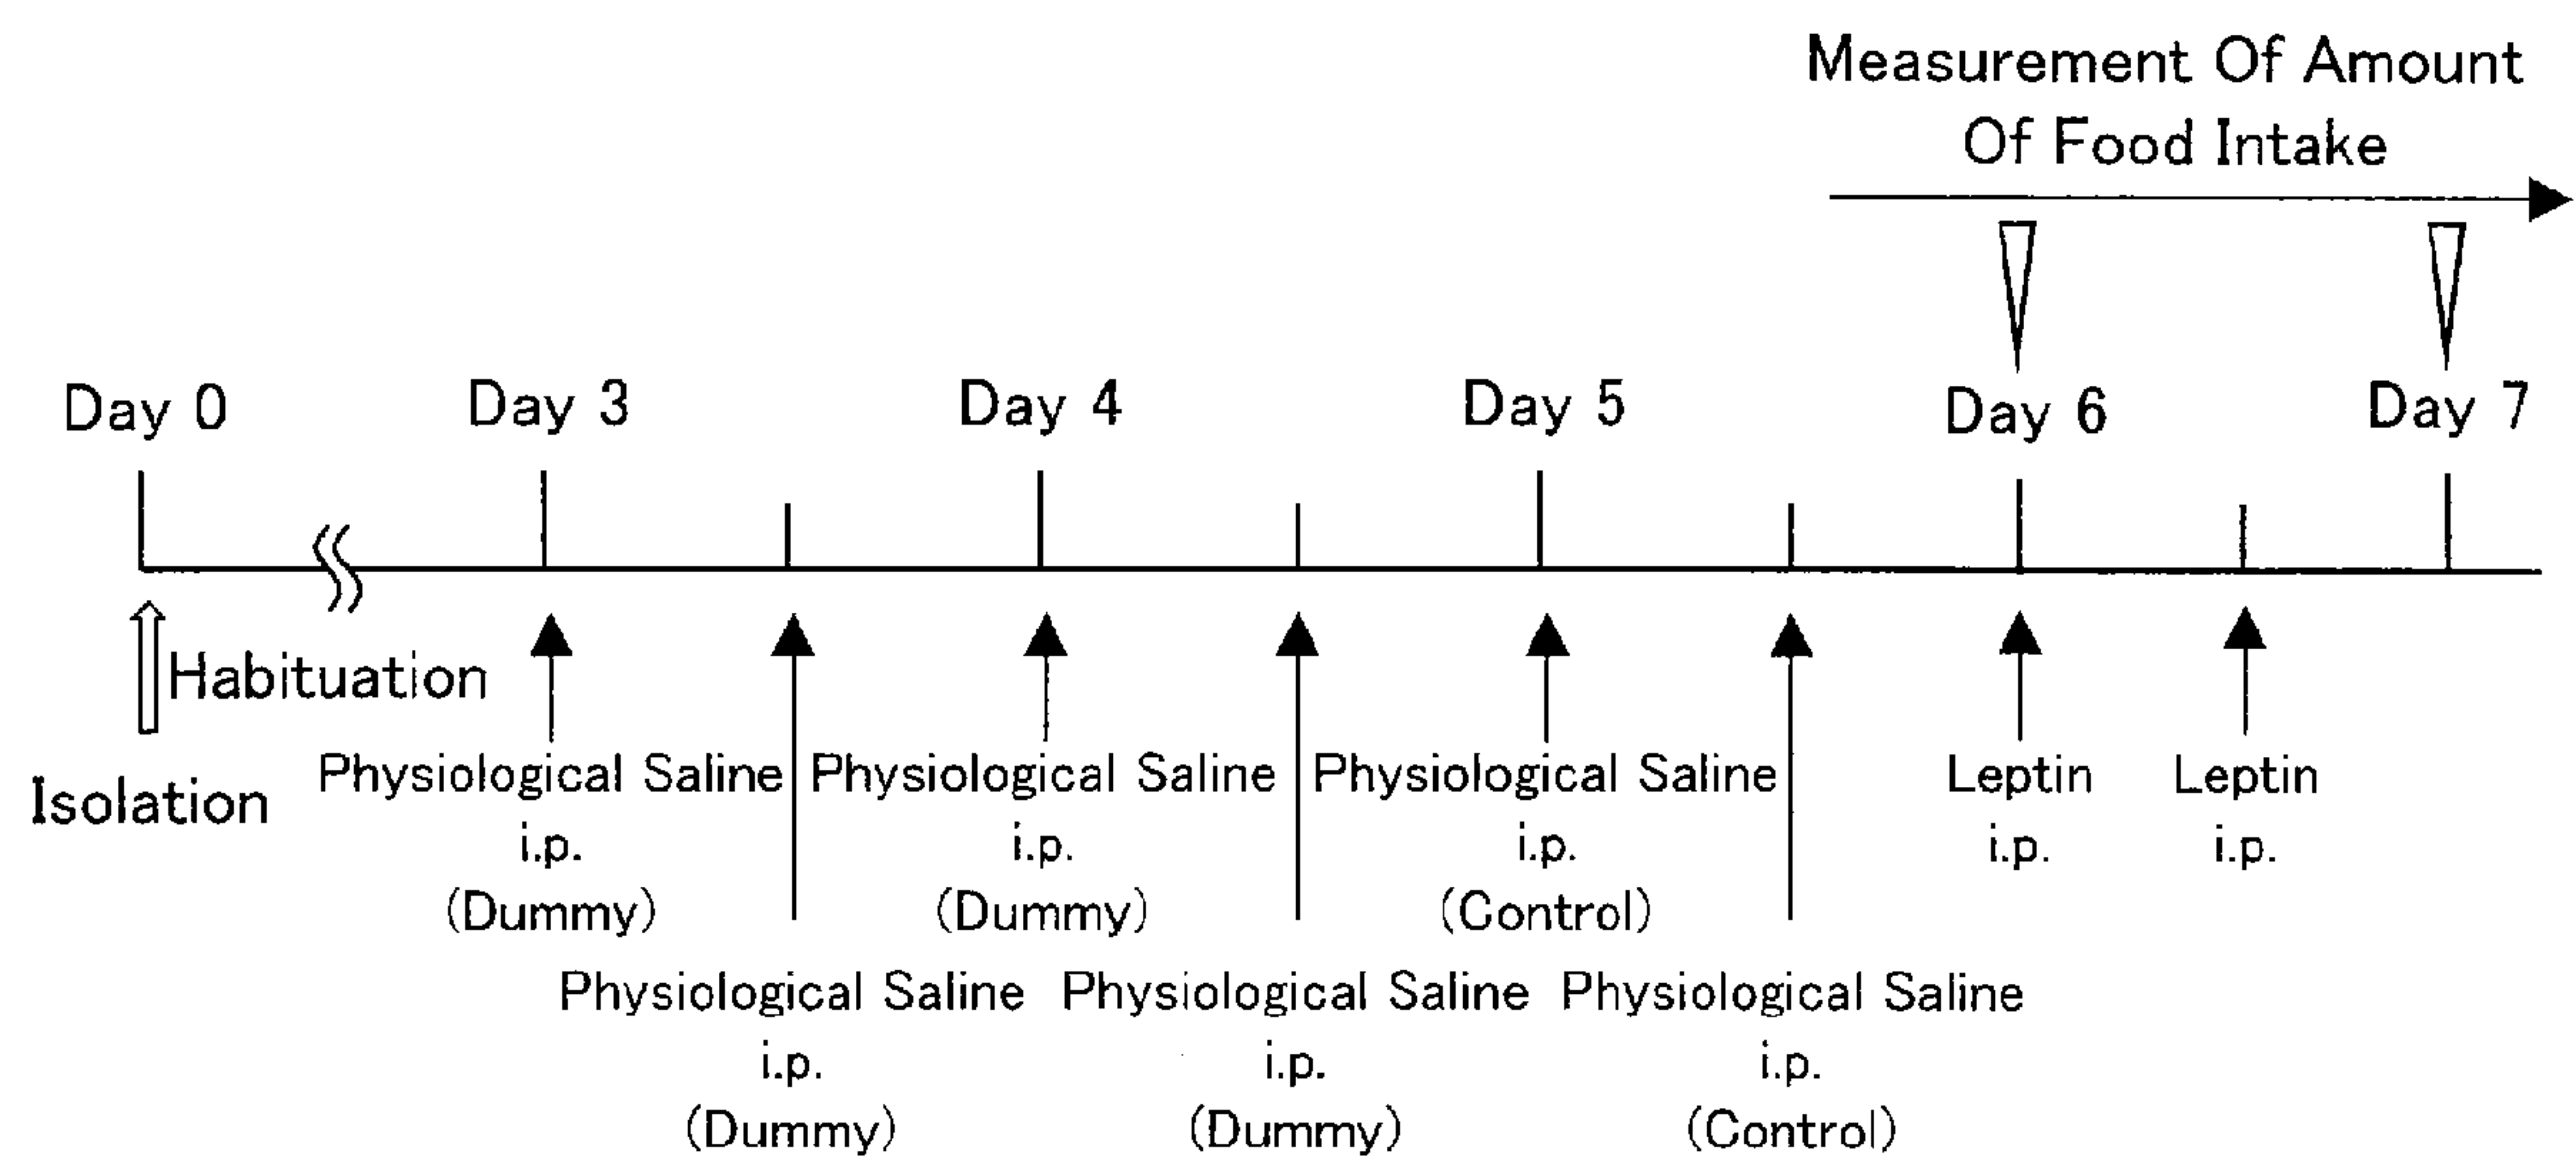 Measurement Of Amount
Of Food Intake
Day 0
Day 3
Day 4
Day 5
Day 6
Day 7
Habituation
Isolation
Physiological Saline
i.p.
(Dummy)
Physiological Saline
i.p.
(Dummy)
Physiological Saline
i.p.
(Dummy)
Physiological Saline
i.p.
(Dummy)
Physiological Saline
i.p.
(Control)
Physiological Saline
i.p.
(Control)
Leptin
i.p.
Leptin
i.p.